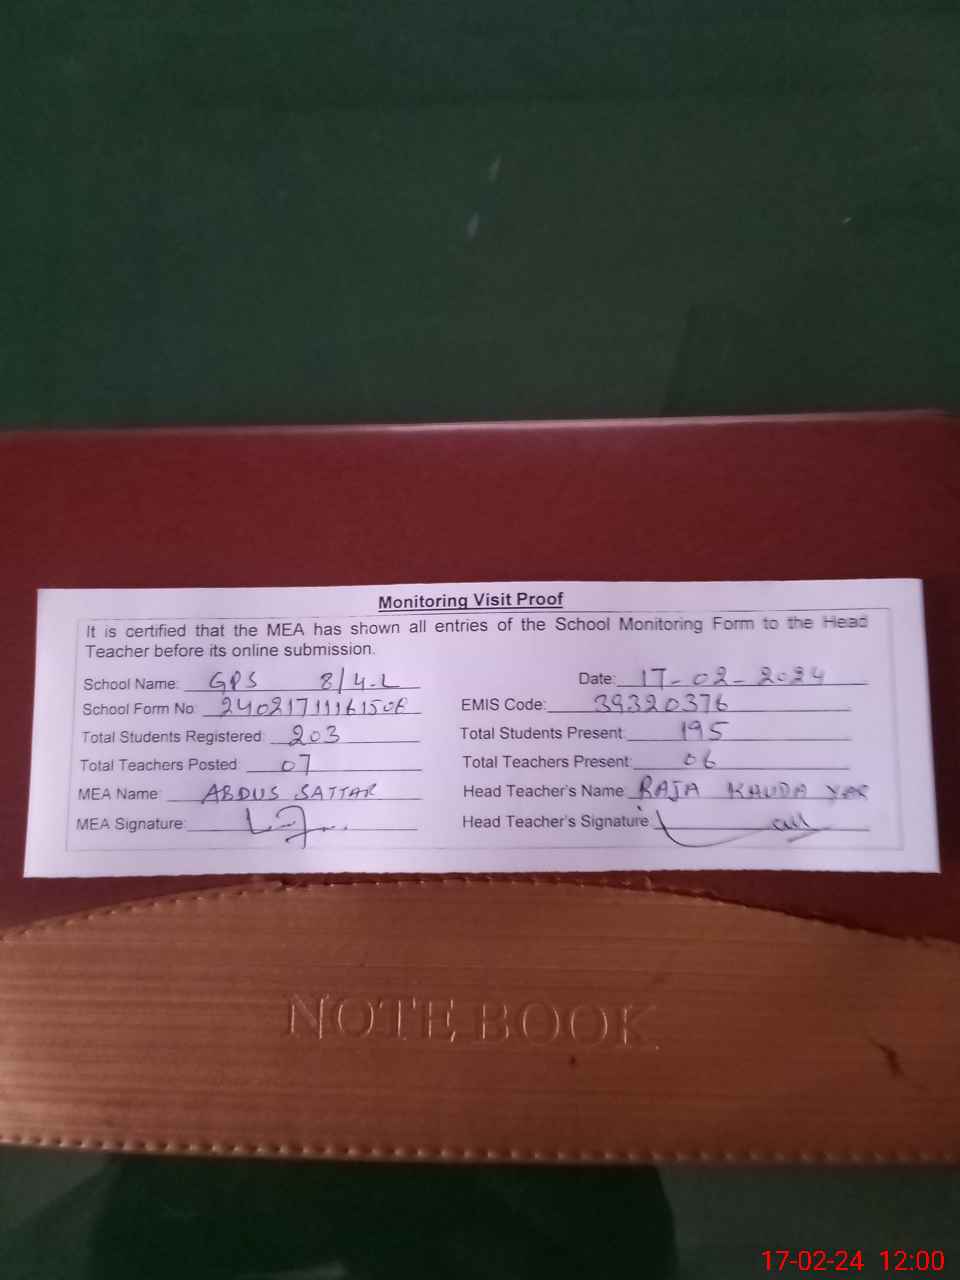 Monitoring Visit Proof
It is certified that the MEA has shown all entries of the School Monitoring Form to the Head
Teacher before its online submission.
School Name: GPS 8/4-L Date: 17-02-2024
School Form No: EMIS Code: 39320376
Total Students Registered: 203 Total Students Present: 195
Total Teachers Posted: 07 Total Teachers Present: 06
MEA Name: ABDUS SATTAR Head Teacher's Name: RAJA KHUDA YAR
MEA Signature: Head Teacher's Signature:
NOTEBOOK
17-02-24 12:00